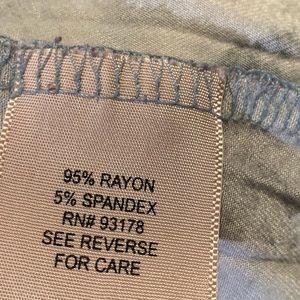 95% RAYON
5% SPANDEX
RN# 93178
SEE REVERSE
FOR CARE